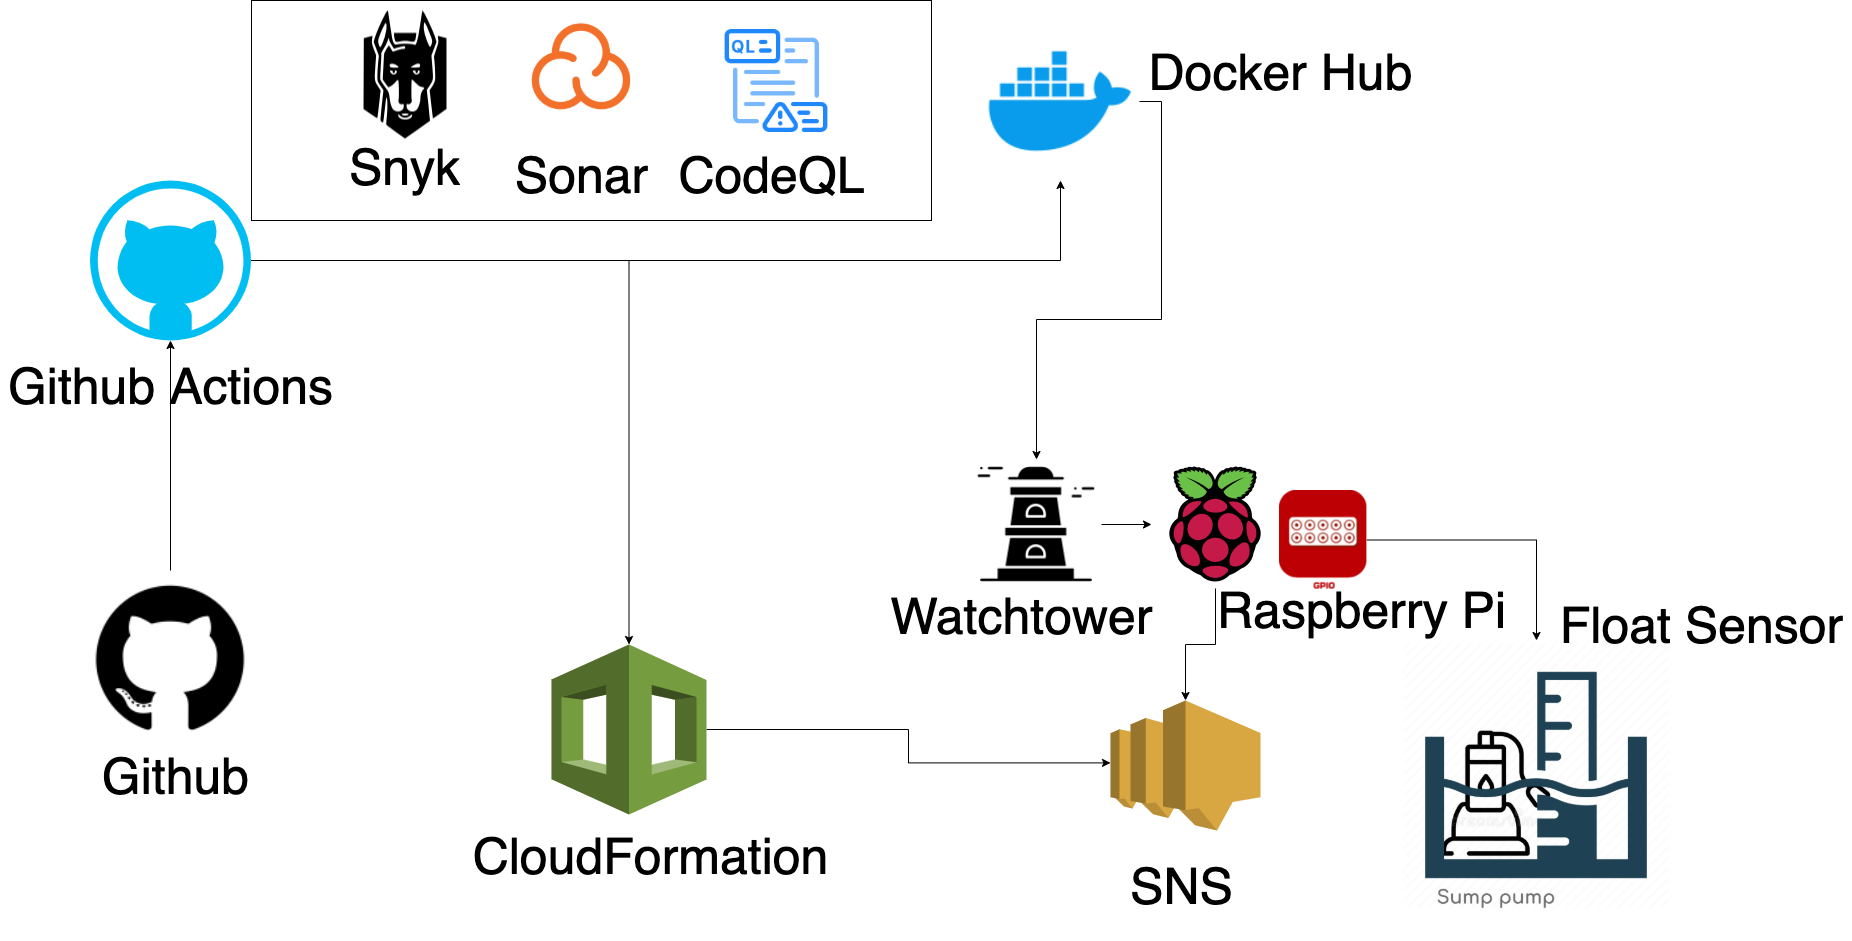 QL
Snyk
Sonar
CodeQL
Docker Hub
Github Actions
Github
Watchtower
GPIO
Raspberry Pi
Float Sensor
CloudFormation
SNS
Sump pump